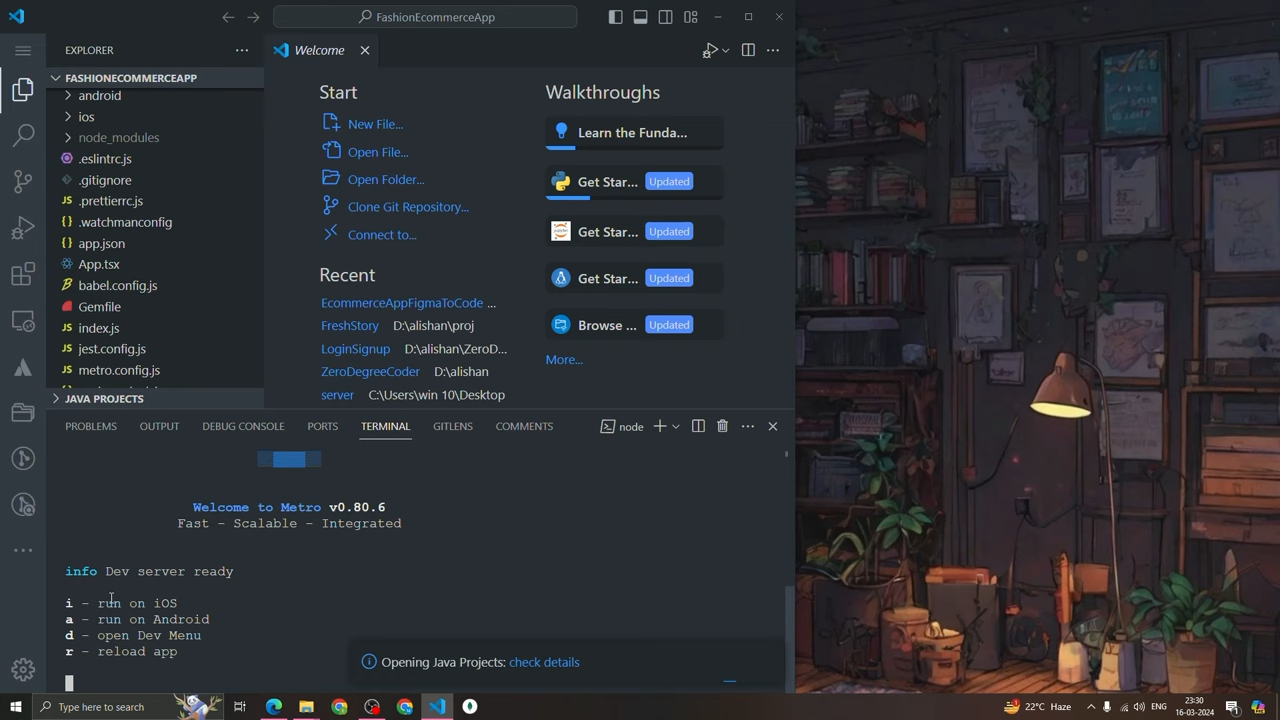 FashionEcommerceApp
EXPLORER
FASHIONECOMMERCEAPP
android
ios
node_modules
.eslintrc.js
.gitignore
.prettierrc.js
.watchmanconfig
app.json
App.tsx
babel.config.js
Gemfile
index.js
jest.config.js
metro.config.js
JAVA PROJECTS
Welcome
Start
New File...
Open File...
Open Folder...
Clone Git Repository...
Connect to...
Recent
EcommerceAppFigmaToCode ...
FreshStory D:\alishan\proj
LoginSignup D:\alishan\ZeroD...
ZeroDegreeCoder D:\alishan
server C:\Users\win 10\Desktop
Walkthroughs
Learn the Funda...
Get Star... Updated
Get Star... Updated
Get Star... Updated
Browse ... Updated
More...
PROBLEMS OUTPUT DEBUG CONSOLE PORTS TERMINAL GITLENS COMMENTS
node
Welcome to Metro v0.80.6
Fast - Scalable - Integrated
info Dev server ready
i - run on iOS
a - run on Android
d - open Dev Menu
r - reload app
Opening Java Projects: check details
Type here to search
22°C Haze
ENG
23:30
16-03-2024